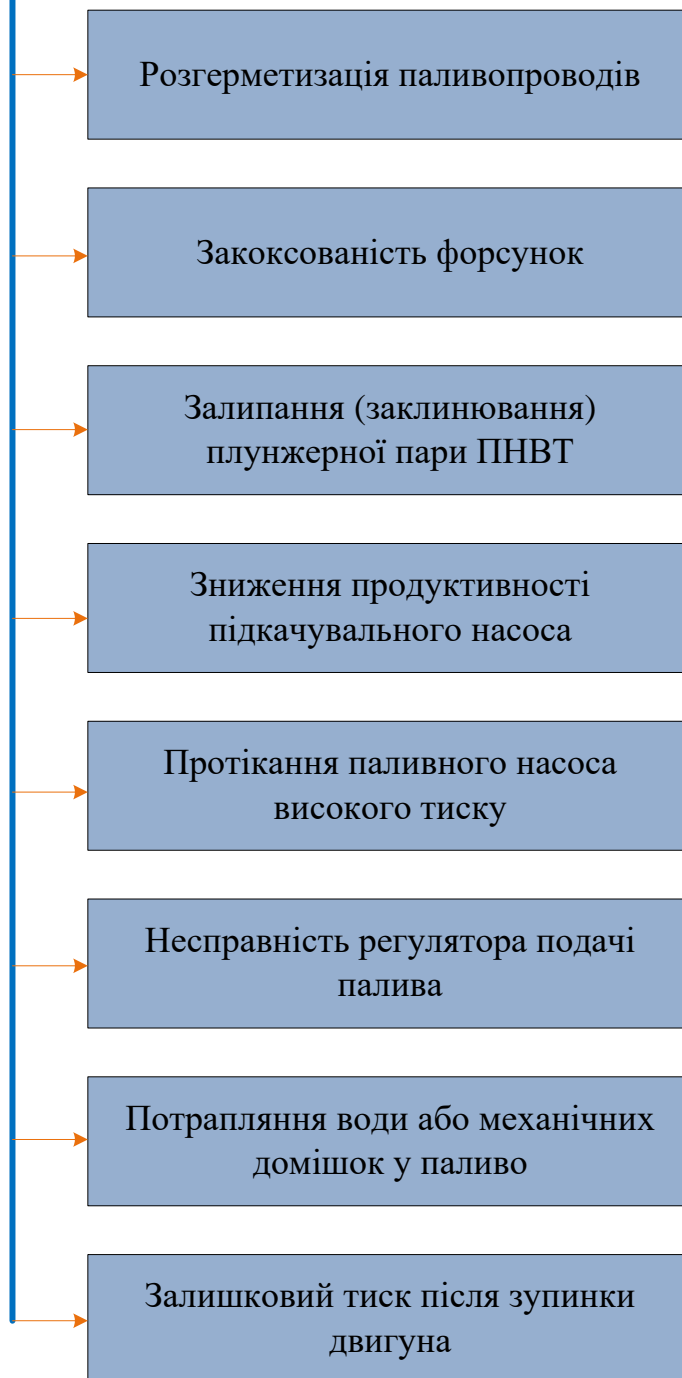 Розгерметизація паливопроводів
Закоксованість форсунок
Залипання (заклинювання)
плунжерної пари ПНВТ
Зниження продуктивності
підкачувального насоса
Протікання паливного насоса
високого тиску
Несправність регулятора подачі
палива
Потрапляння води або механічних
домішок у паливо
Залишковий тиск після зупинки
двигуна